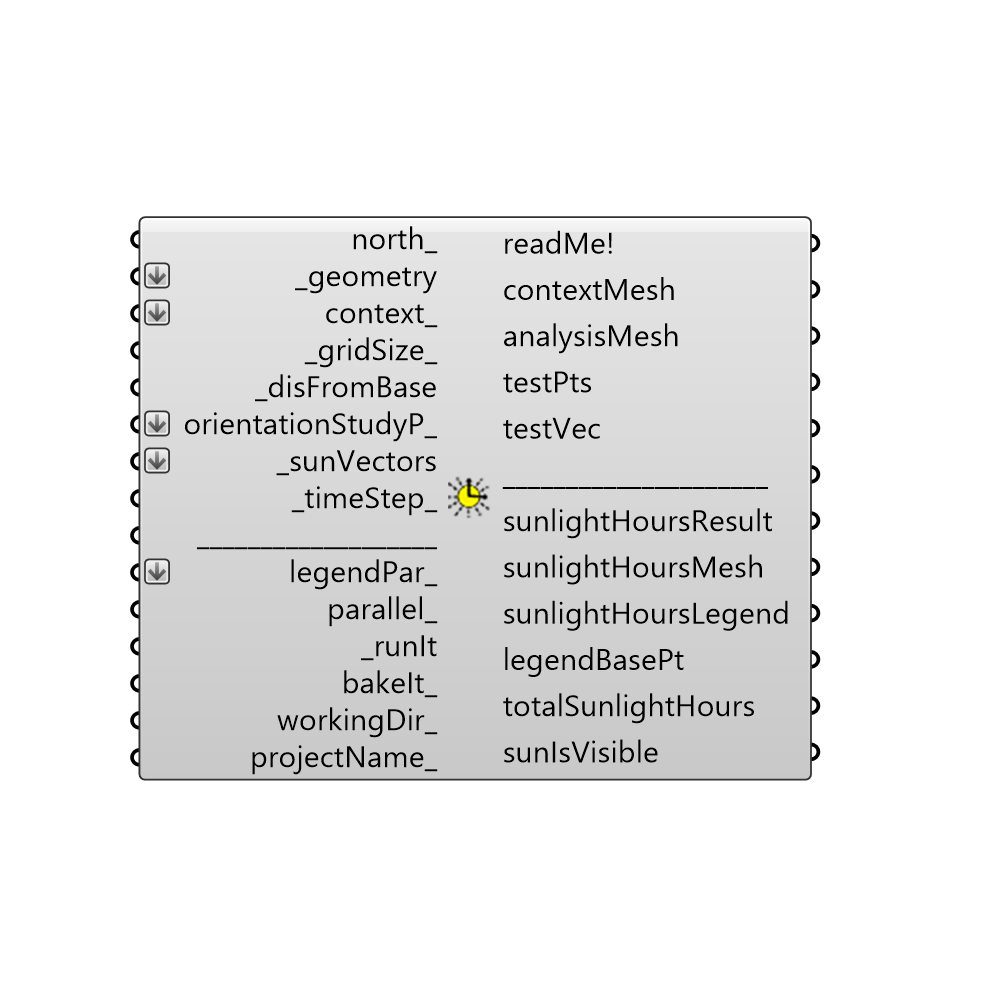 north_
_geometry
context_
_gridSize_
_disFromBase
orientationStudyP_
_sunVectors
_timeStep_
___________________
legendPar_
parallel_
_runIt
bakeIt_
workingDir_
projectName_
readMe!
contextMesh
analysisMesh
testPts
testVec
_____________________
sunlightHoursResult
sunlightHoursMesh
sunlightHoursLegend
legendBasePt
totalSunlightHours
sunIsVisible